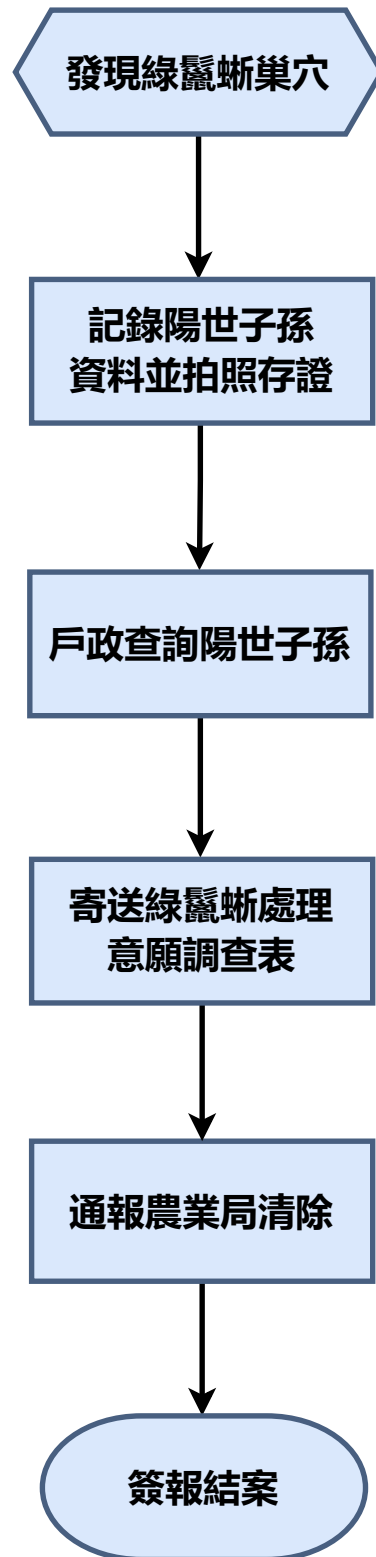 發現綠鬣蜥巢穴
記錄陽世子孫
資料並拍照存證
戶政查詢陽世子孫
寄送綠鬣蜥處理
意願調查表
通報農業局清除
簽報結案